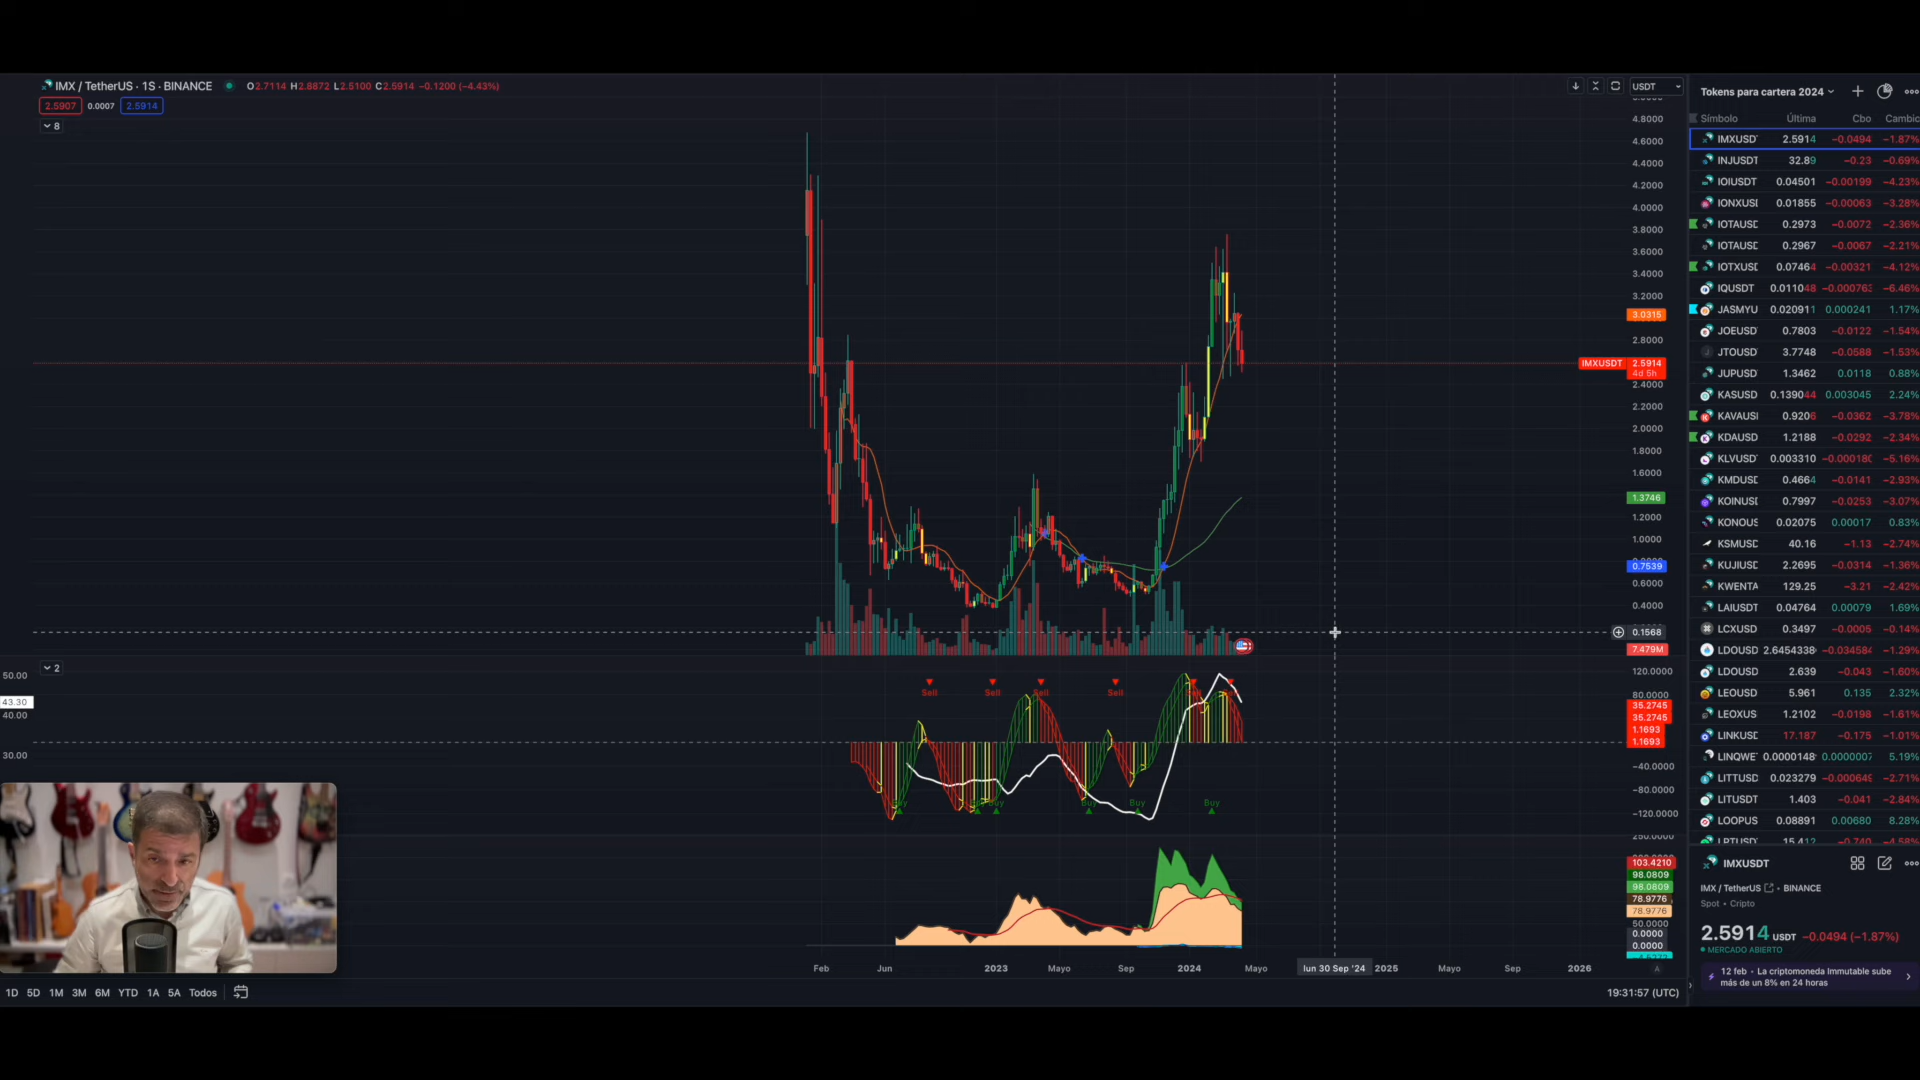 IMX / TetherUS · 1S · BINANCE
O2.7114 H2.8872 L2.5100 C2.5914 −0.1200 (−4.43%)
2.5907 0.0007 2.5914
8
USDT
4.8000
4.6000
4.4000
4.2000
4.0000
3.8000
3.6000
3.4000
3.2000
3.0315
2.8000
IMXUSDT 2.5914
4d 5h
2.4000
2.2000
2.0000
1.8000
1.6000
1.3746
1.2000
1.0000
0.7539
0.6000
0.4000
0.1568
7.479M
2
50.00
43.30
40.00
30.00
Sell Sell Sell Sell
Buy Buy Buy Buy
120.0000
80.0000
35.2745
35.2745
1.1693
1.1693
−40.0000
−80.0000
−120.0000
103.4210
98.0809
98.0809
78.9776
78.9776
50.0000
0.0000
0.0000
Feb Jun 2023 Mayo Sep 2024 Mayo lun 30 Sep '24 2025 Mayo Sep 2026
A
1D 5D 1M 3M 6M YTD 1A 5A Todos
19:31:57 (UTC)
Tokens para cartera 2024
Símbolo Última Cbo Cambio
IMXUSD 2.5914 −0.0494 −1.87%
INJUSDT 32.89 −0.23 −0.69%
IOIUSDT 0.04501 −0.00199 −4.23%
IONXUS 0.01855 −0.00063 −3.28%
IOTAUS 0.2973 −0.0072 −2.36%
IOTAUS 0.2967 −0.0066 −2.21%
IOTXUS 0.07464 −0.00321 −4.12%
IQUSDT 0.011048 −0.000763 −6.46%
JASMYU 0.020911 0.000241 1.17%
JOEUSD 0.7803 −0.0122 −1.54%
JTOUSD 3.7748 −0.0588 −1.53%
JUPUSD 1.3462 0.0118 0.88%
KASUSD 0.139044 0.003045 2.24%
KAVAUS 0.9206 −0.0362 −3.78%
KDAUSD 1.2188 −0.0292 −2.34%
KLVUSD 0.003310 −0.000180 −5.16%
KMDUSD 0.4664 −0.0141 −2.93%
KOINUS 0.7997 −0.0253 −3.07%
KONOUS 0.02075 0.00017 0.83%
KSMUSD 40.16 −1.13 −2.74%
KUJIUS 2.2695 −0.0314 −1.36%
KWENTA 129.25 −3.21 −2.42%
LAIUSDT 0.04764 0.00079 1.69%
LCXUSD 0.3497 −0.0005 −0.14%
LDOUSD 2.6454338 −0.034584 −1.29%
LDOUSD 2.639 −0.043 −1.60%
LEOUSD 5.961 0.135 2.32%
LEOXUS 1.2102 −0.0198 −1.61%
LINKUS 17.187 −0.175 −1.01%
LINQWE 0.0000148 0.0000007 5.19%
LITTUS 0.023279 −0.000649 −2.71%
LITUSDT 1.403 −0.041 −2.84%
LOOPUS 0.08891 0.00680 8.28%
LPTUSD 15.412 −0.740 −4.58%
IMXUSDT
IMX / TetherUS • BINANCE
Spot • Cripto
2.5914 USDT −0.0494 (−1.87%)
MERCADO ABIERTO
12 feb • La criptomoneda Immutable sube
más de un 8% en 24 horas